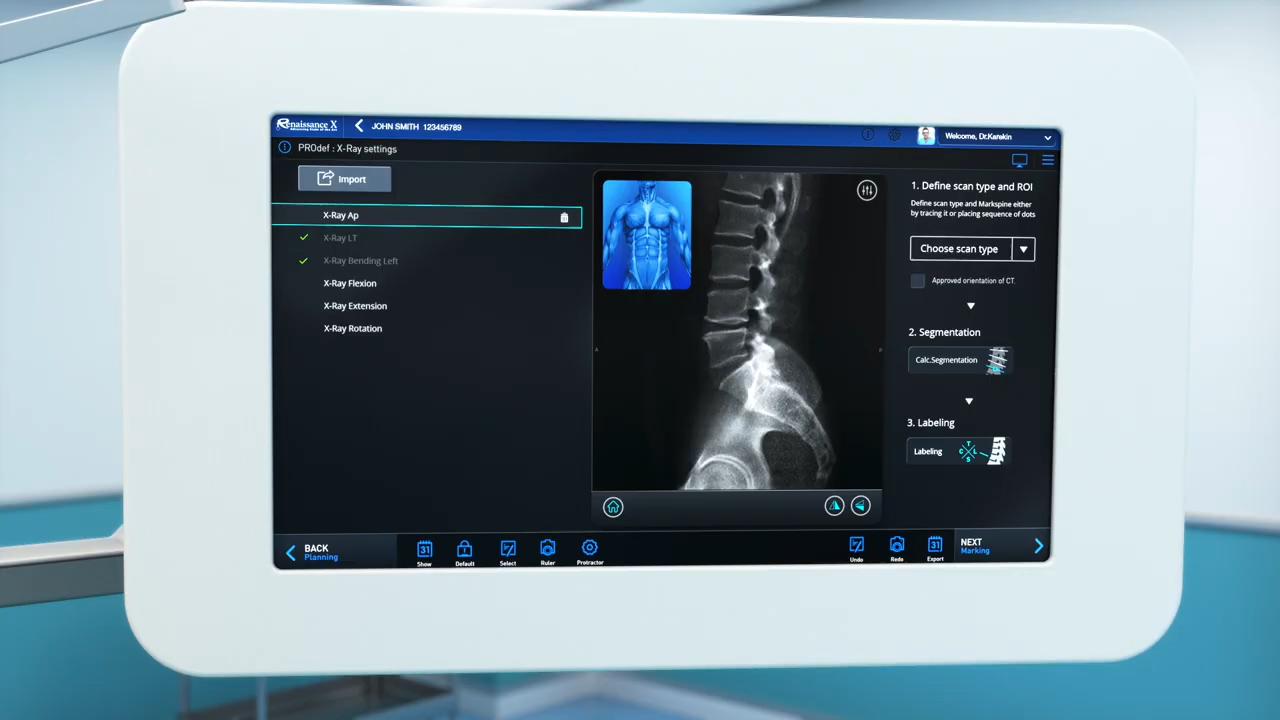 Renaissance X
JOHN SMITH 123456789
Welcome, Dr.Karekin
PROdef : X-Ray settings
Import
X-Ray Ap
X-Ray LT
X-Ray Bending Left
X-Ray Flexion
X-Ray Extension
X-Ray Rotation
1. Define scan type and ROI
Define scan type and Markspine either
by tracing it or placing sequence of dots
Choose scan type
Approved orientation of CT.
2. Segmentation
Calc.Segmentation
3. Labeling
Labeling
T
C L
S
BACK
Planning
31
Show
Default
Select
Ruler
Protractor
Undo
Redo
31
Export
NEXT
Marking